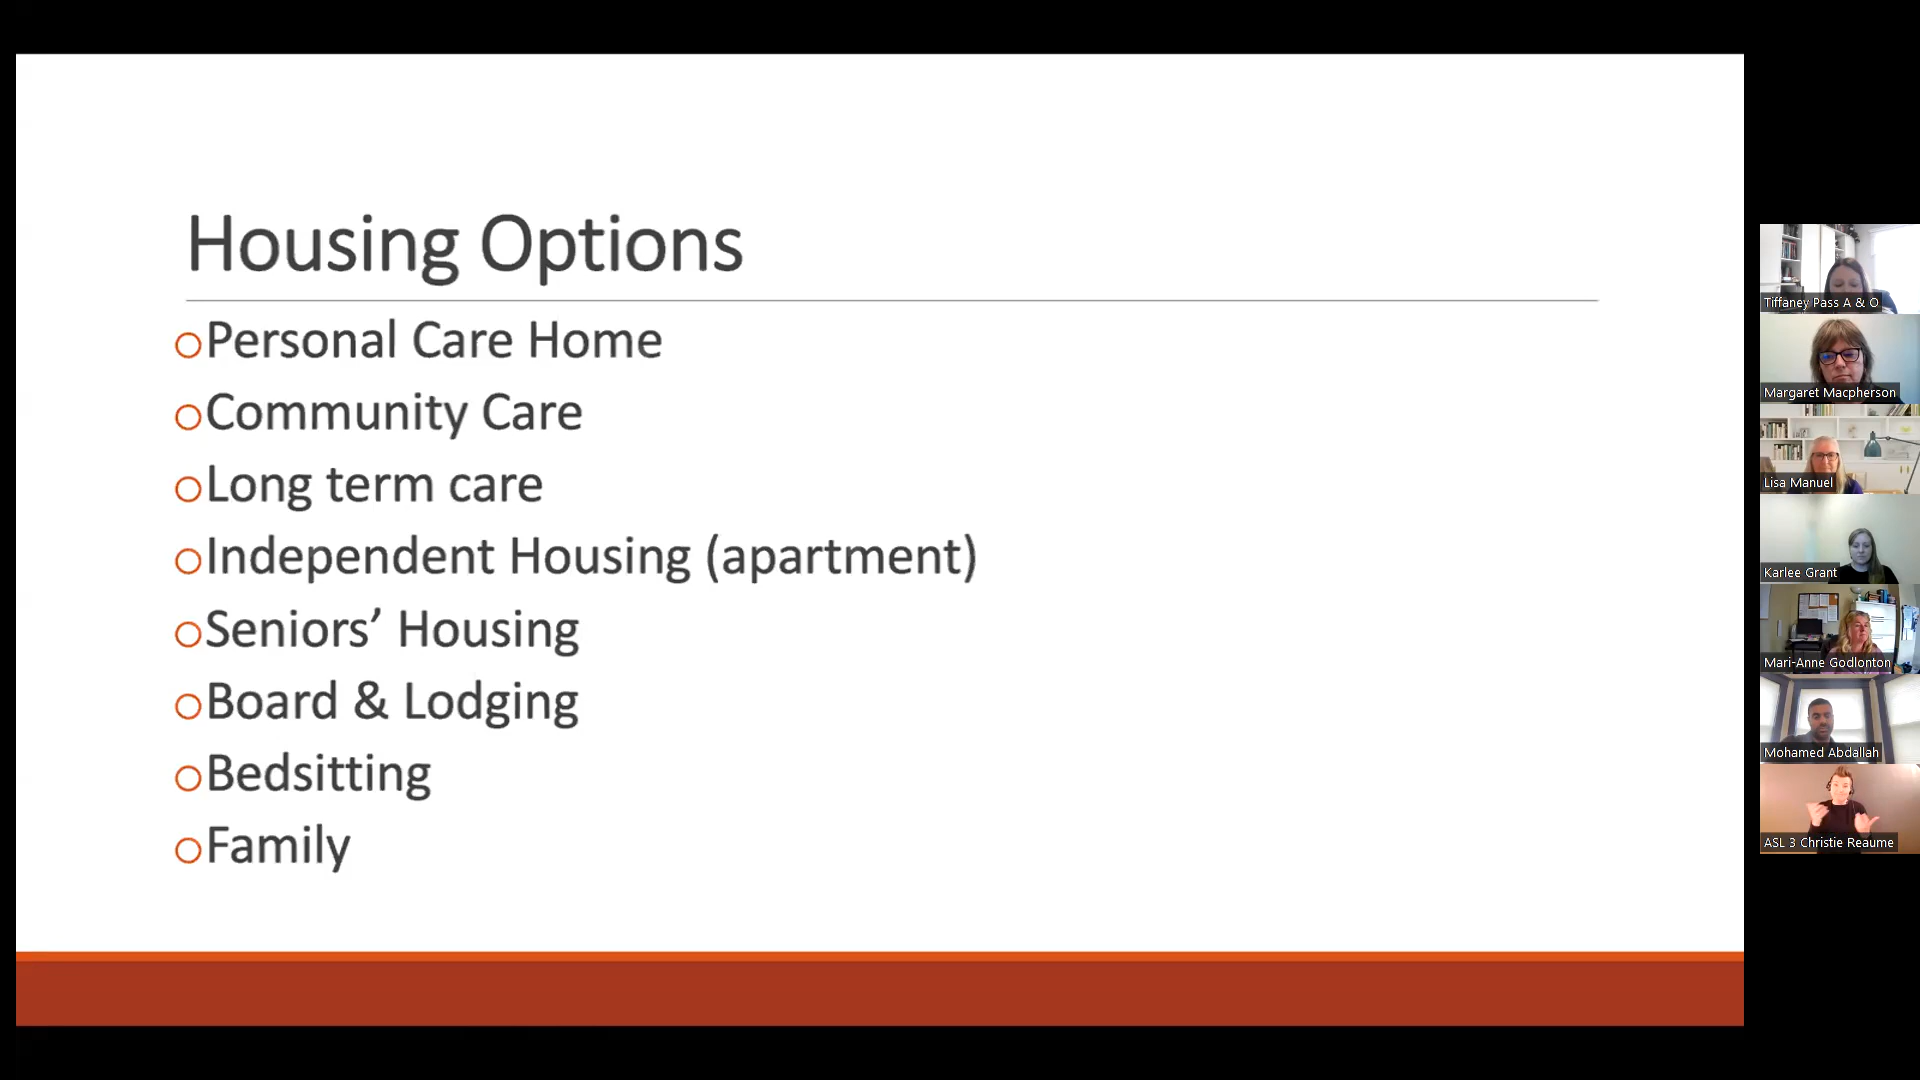 Housing Options
Personal Care Home
Community Care
Long term care
Independent Housing (apartment)
Seniors’ Housing
Board & Lodging
Bedsitting
Family
Tiffaney Pass A & O
Margaret Macpherson
Lisa Manuel
Karlee Grant
Mari-Anne Godlonton
Mohamed Abdallah
ASL 3 Christie Reaume